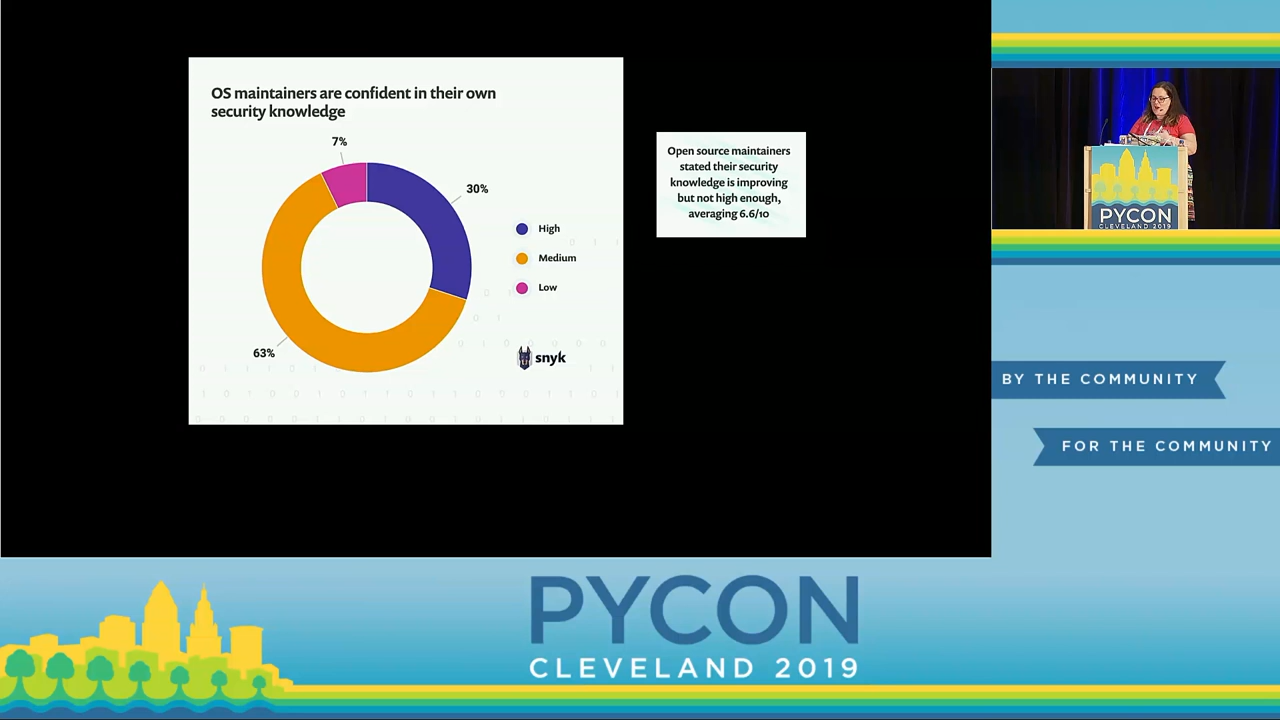 OS maintainers are confident in their own
security knowledge
7%
30%
63%
High
Medium
Low
snyk
Open source maintainers
stated their security
knowledge is improving
but not high enough,
averaging 6.6/10
PYCON
CLEVELAND 2019
BY THE COMMUNITY
FOR THE COMMUNITY
PYCON
CLEVELAND 2019